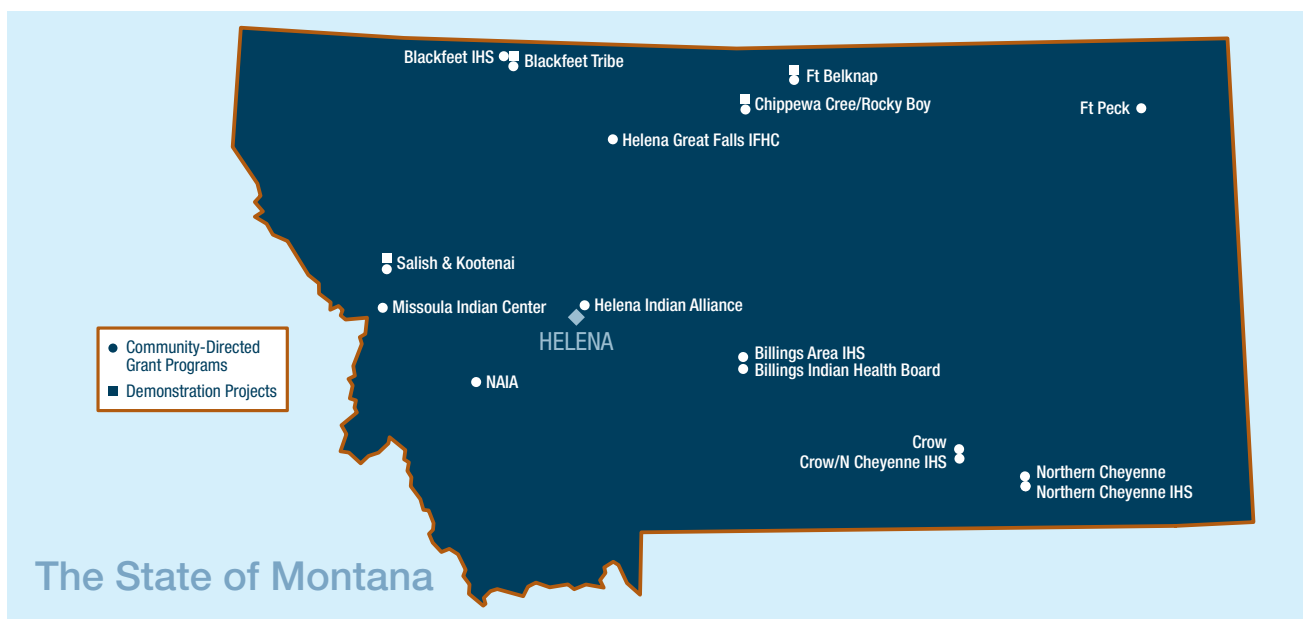 Blackfeet IHS
Blackfeet Tribe
Ft Belknap
Chippewa Cree/Rocky Boy
Ft Peck
Helena Great Falls IFHC
Salish & Kootenai
Missoula Indian Center
Helena Indian Alliance
HELENA
Community-Directed
Grant Programs
Demonstration Projects
Billings Area IHS
Billings Indian Health Board
NAIA
Crow
Crow/N Cheyenne IHS
Northern Cheyenne
Northern Cheyenne IHS
The State of Montana